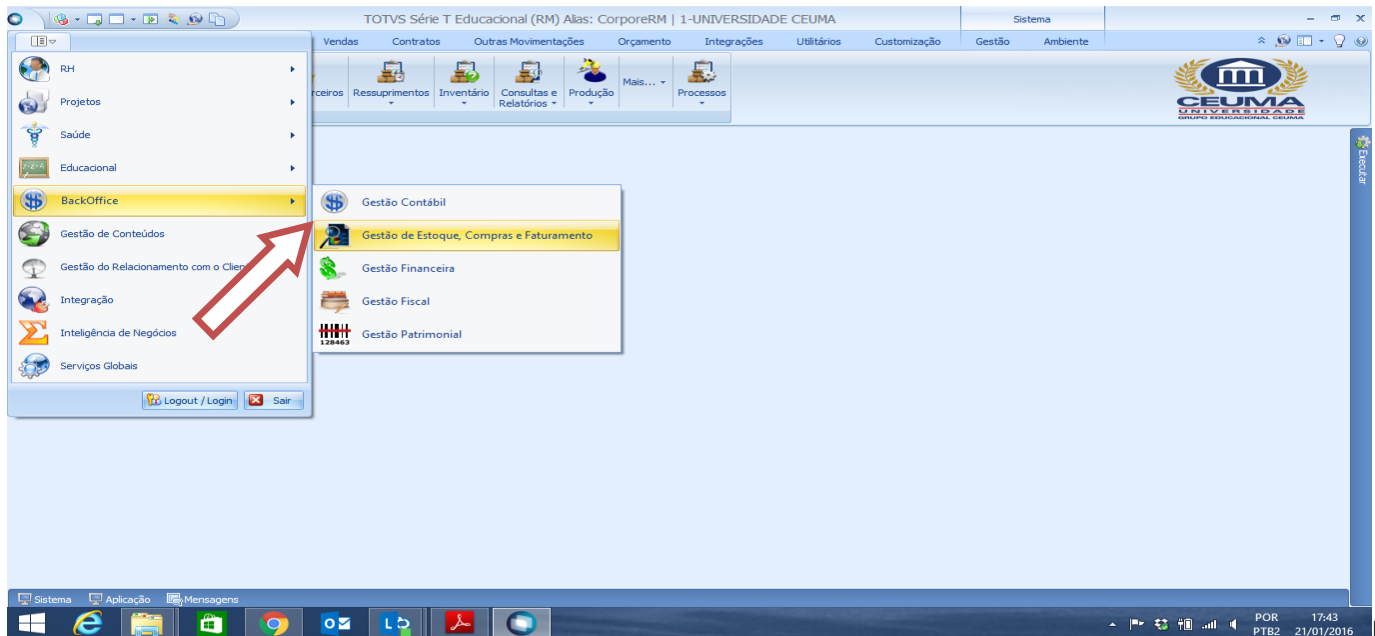 TOTVS Série T Educacional (RM) Alias: CorporeRM | 1-UNIVERSIDADE CEUMA
Sistema
Vendas Contratos Outras Movimentações Orçamento Integrações Utilitários Customização Gestão Ambiente
rceiros Ressuprimentos Inventário Consultas e Relatórios Produção Mais... Processos
CEUMA
UNIVERSIDADE
GRUPO EDUCACIONAL CEUMA
Executar
RH
Projetos
Saúde
Educacional
BackOffice
Gestão de Conteúdos
Gestão do Relacionamento com o Clien
Integração
Inteligência de Negócios
Serviços Globais
Logout / Login Sair
Gestão Contábil
Gestão de Estoque, Compras e Faturamento
Gestão Financeira
Gestão Fiscal
Gestão Patrimonial
128463
Sistema Aplicação Mensagens
POR 17:43
PTB2 21/01/2016